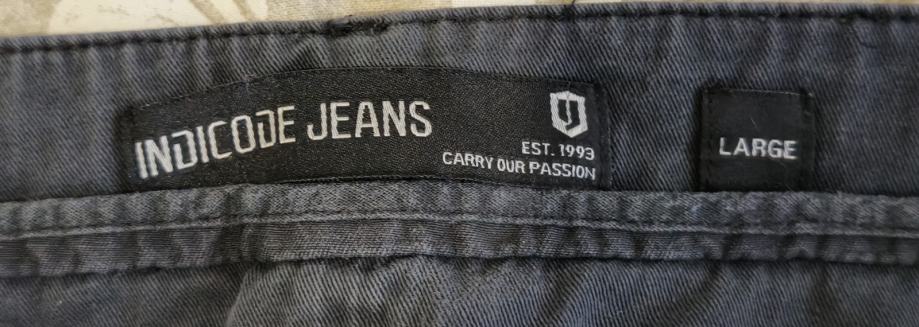 INDICODE JEANS
EST. 1993
CARRY OUR PASSION
LARGE